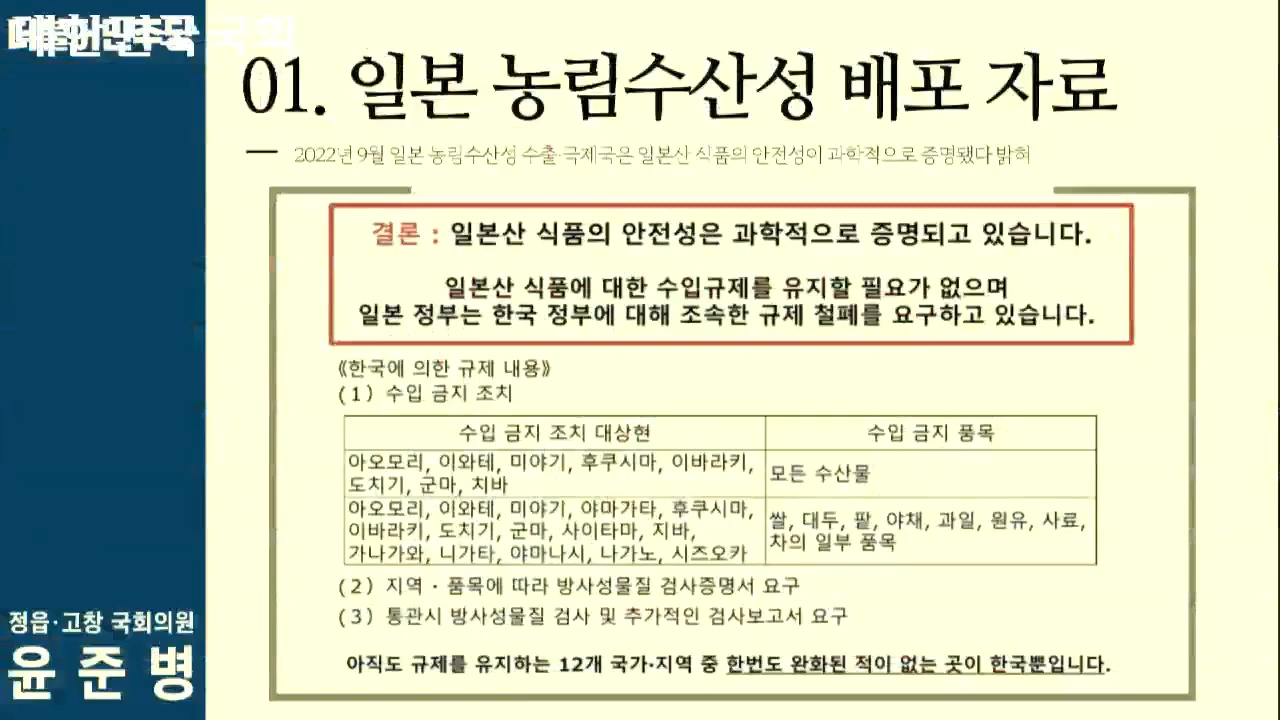 국회
01. 일본 농림수산성 배포 자료
2022년 9월 일본 농림수산성 수출·국제국은 일본산 식품의 안전성이 과학적으로 증명됐다 밝혀
결론 : 일본산 식품의 안전성은 과학적으로 증명되고 있습니다.
일본산 식품에 대한 수입규제를 유지할 필요가 없으며
일본 정부는 한국 정부에 대해 조속한 규제 철폐를 요구하고 있습니다.
《한국에 의한 규제 내용》
(1) 수입 금지 조치
수입 금지 조치 대상현
수입 금지 품목
아오모리, 이와테, 미야기, 후쿠시마, 이바라키,
도치기, 군마, 치바
모든 수산물
아오모리, 이와테, 미야기, 야마가타, 후쿠시마,
이바라키, 도치기, 군마, 사이타마, 지바,
가나가와, 니가타, 야마나시, 나가노, 시즈오카
쌀, 대두, 팥, 야채, 과일, 원유, 사료,
차의 일부 품목
(2) 지역 · 품목에 따라 방사성물질 검사증명서 요구
(3) 통관시 방사성물질 검사 및 추가적인 검사보고서 요구
아직도 규제를 유지하는 12개 국가·지역 중 한번도 완화된 적이 없는 곳이 한국뿐입니다.
정읍·고창 국회의원
윤준병